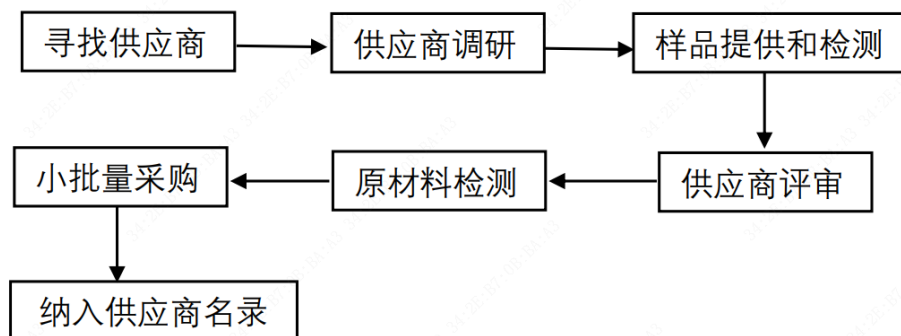 寻找供应商
供应商调研
样品提供和检测
供应商评审
原材料检测
小批量采购
纳入供应商名录